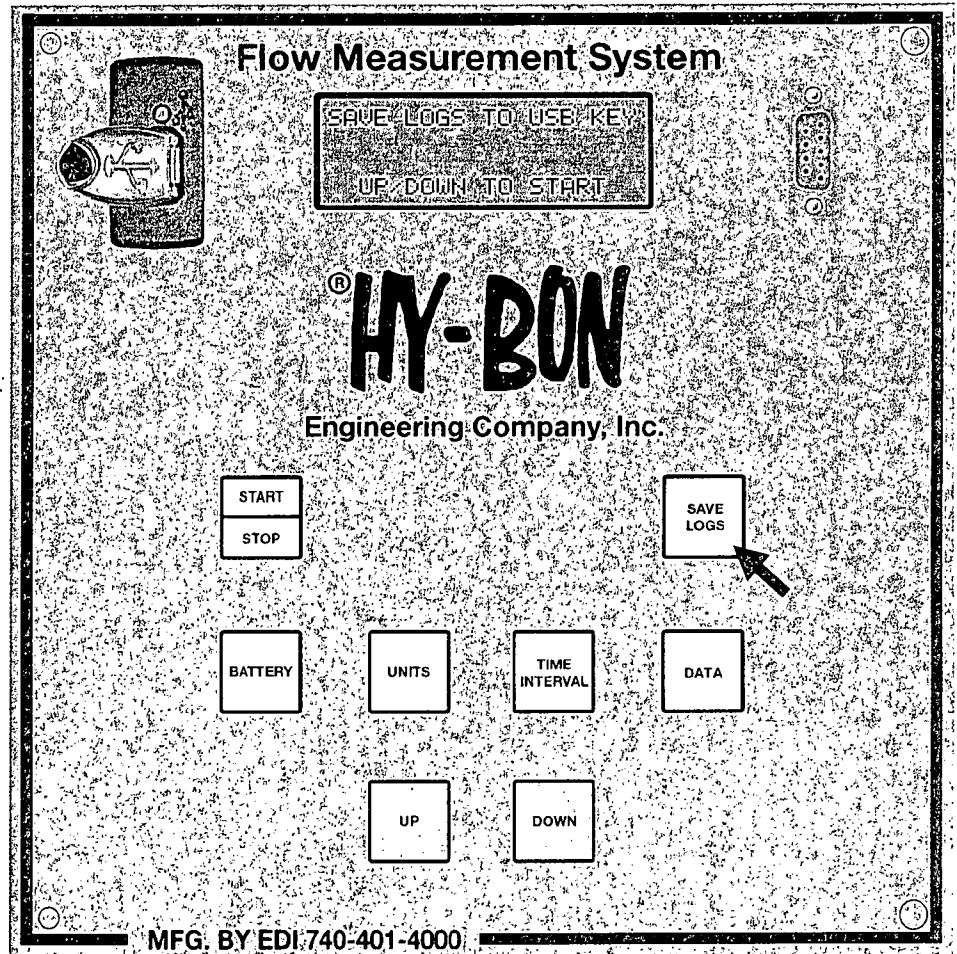 Flow Measurement System
SAVE LOGS TO USB KEY
UP/DOWN TO START
® HY-BON
Engineering Company, Inc.
START
STOP
SAVE
LOGS
BATTERY
UNITS
TIME
INTERVAL
DATA
UP
DOWN
MFG. BY EDI 740-401-4000